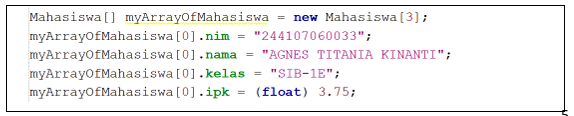 Mahasiswa[] myArrayOfMahasiswa = new Mahasiswa[3];
myArrayOfMahasiswa[0].nim = "244107060033";
myArrayOfMahasiswa[0].nama = "AGNES TITANIA KINANTI";
myArrayOfMahasiswa[0].kelas = "SIB-1E";
myArrayOfMahasiswa[0].ipk = (float) 3.75;